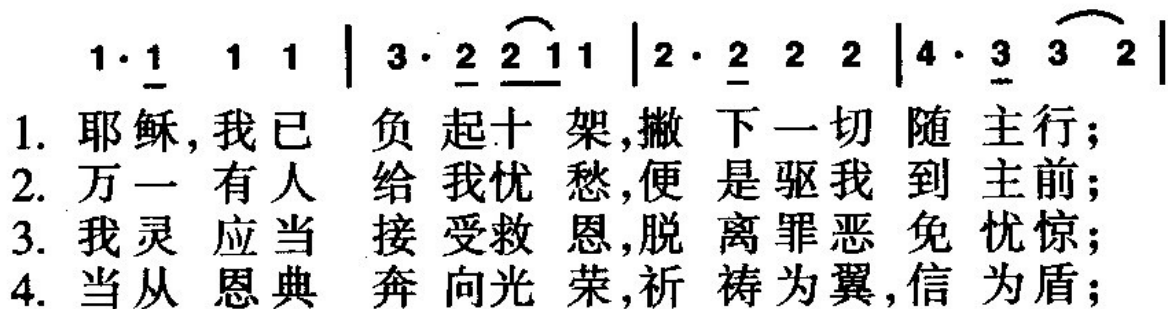 1·1 1 1 | 3·2 2 1 1 | 2·2 2 2 | 4·3 3 2 |
1. 耶稣,我已 负起十架,撇下一切 随主行;
2. 万一有人 给我忧愁,便是驱我 到主前;
3. 我灵应当 接受救恩,脱离罪恶 免忧惊;
4. 当从恩典 奔向光荣,祈祷为翼,信为盾;